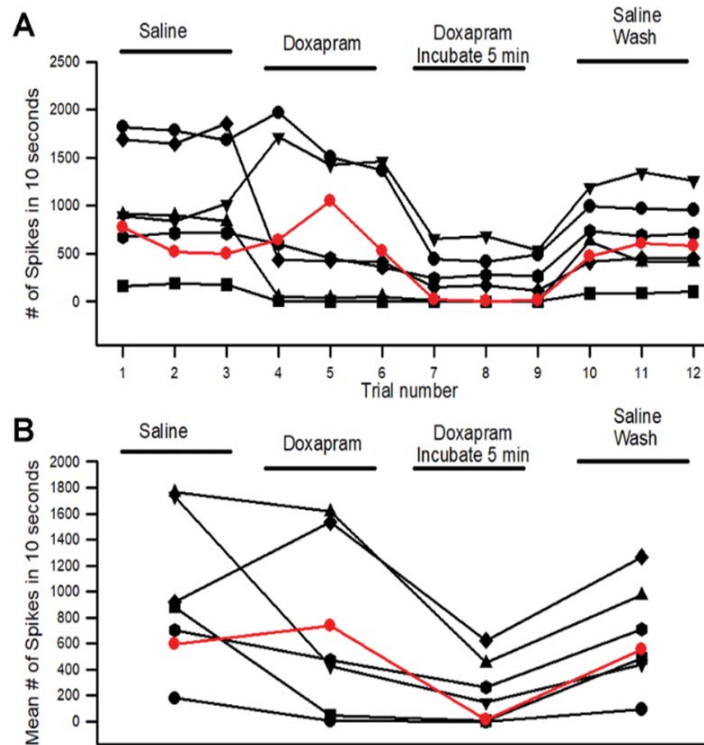 A
Saline
Doxapram
Doxapram
Incubate 5 min
Saline
Wash
# of Spikes in 10 seconds
2500
2000
1500
1000
500
0
1 2 3 4 5 6 7 8 9 10 11 12
Trial number
B
Saline
Doxapram
Doxapram
Incubate 5 min
Saline
Wash
Mean # of Spikes in 10 seconds
2000
1800
1600
1400
1200
1000
800
600
400
200
0